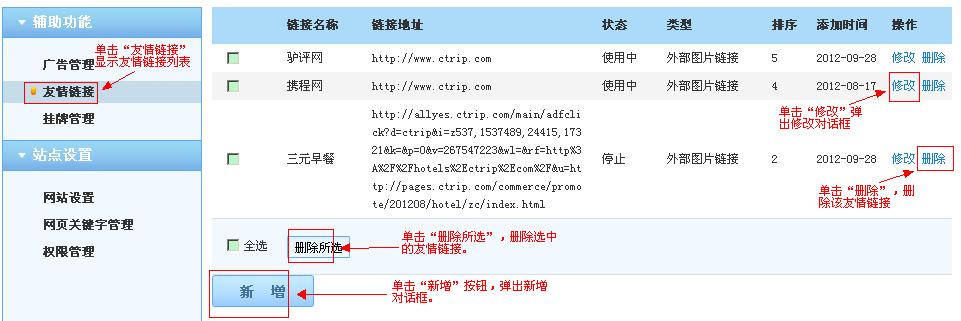 辅助功能
广告管理
友情链接
挂牌管理
站点设置
网站设置
网页关键字管理
权限管理
单击“友情链接”
显示友情链接列表
链接名称 链接地址 状态 类型 排序 添加时间 操作
驴评网 http://www.ctrip.com 使用中 外部图片链接 5 2012-09-28 修改 删除
携程网 http://www.ctrip.com 使用中 外部图片链接 4 2012-08-17 修改 删除
单击“修改”弹
出修改对话框
http://allyes.ctrip.com/main/adfcli
ck?d=ctrip&i=z537,1537489,24415,173
21&k=&p=0&v=267547223&wl=&rf=http%3
三元早餐 A%2F%2Fhotels%2Ectrip%2Ecom%2F&u=ht 停止 外部图片链接 2 2012-09-28 修改 删除
tp://pages.ctrip.com/commerce/promo
te/201208/hotel/zc/index.html
单击“删除”，删
除该友情链接
全选 删除所选
单击“删除所选”，删除选中
的友情链接。
新 增
单击“新增”按钮，弹出新增
对话框。